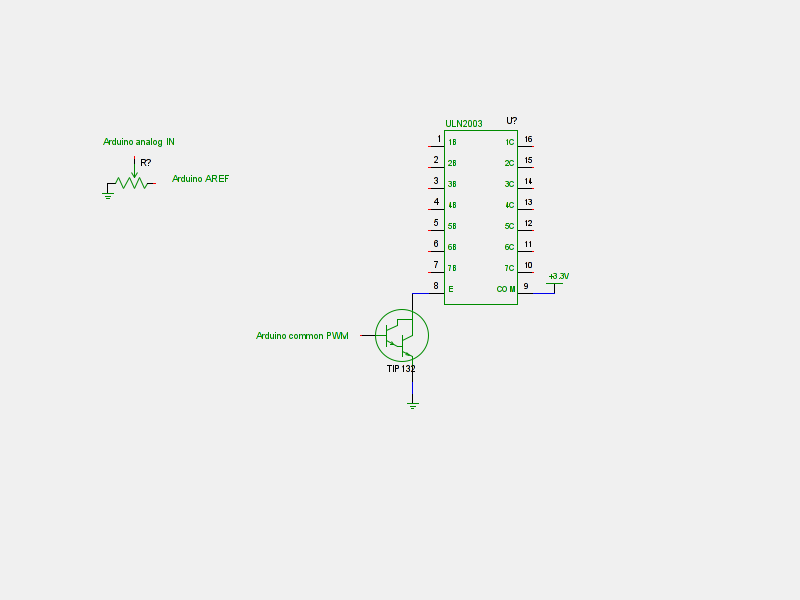 Arduino analog IN
R?
Arduino AREF
ULN2003 U?
1 1B 1C 16
2 2B 2C 15
3 3B 3C 14
4 4B 4C 13
5 5B 5C 12
6 6B 6C 11
7 7B 7C 10
+3.3V
8 E COM 9
Arduino common PWM
TIP132